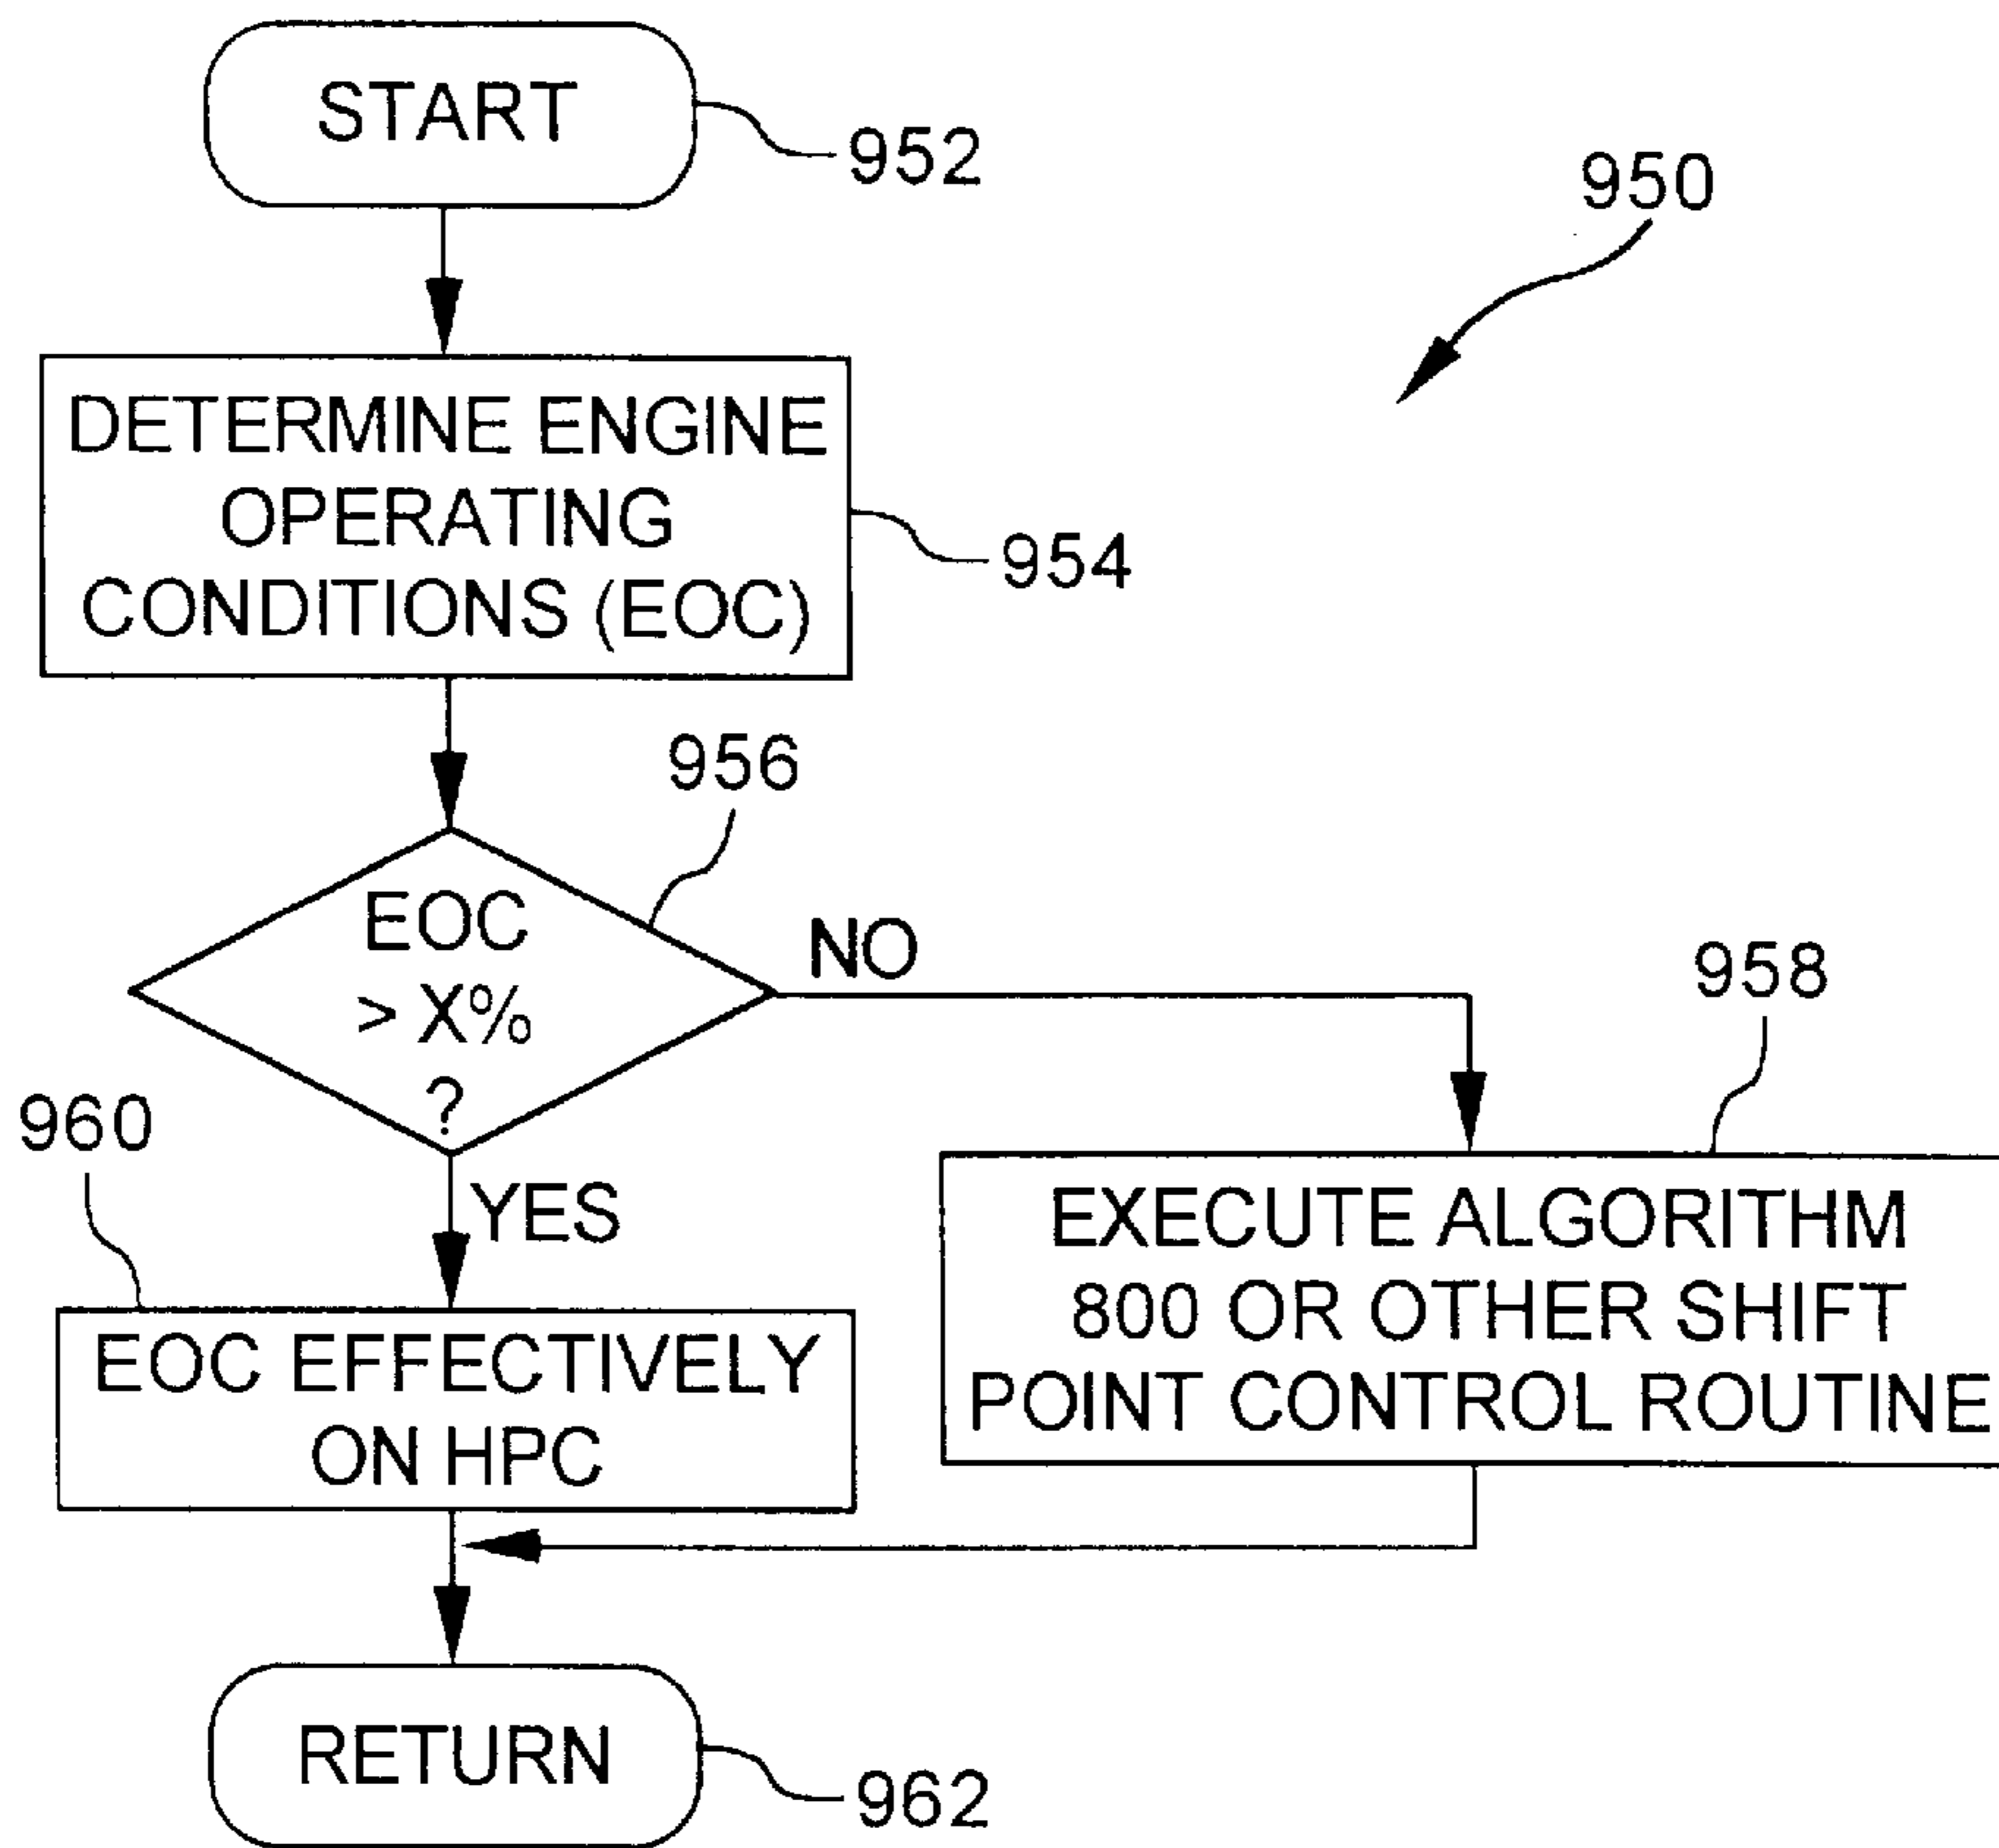 START
952
950
DETERMINE ENGINE
OPERATING
CONDITIONS (EOC)
954
956
EOC
> X%
?
NO
958
960
YES
EXECUTE ALGORITHM
800 OR OTHER SHIFT
POINT CONTROL ROUTINE
EOC EFFECTIVELY
ON HPC
RETURN
962